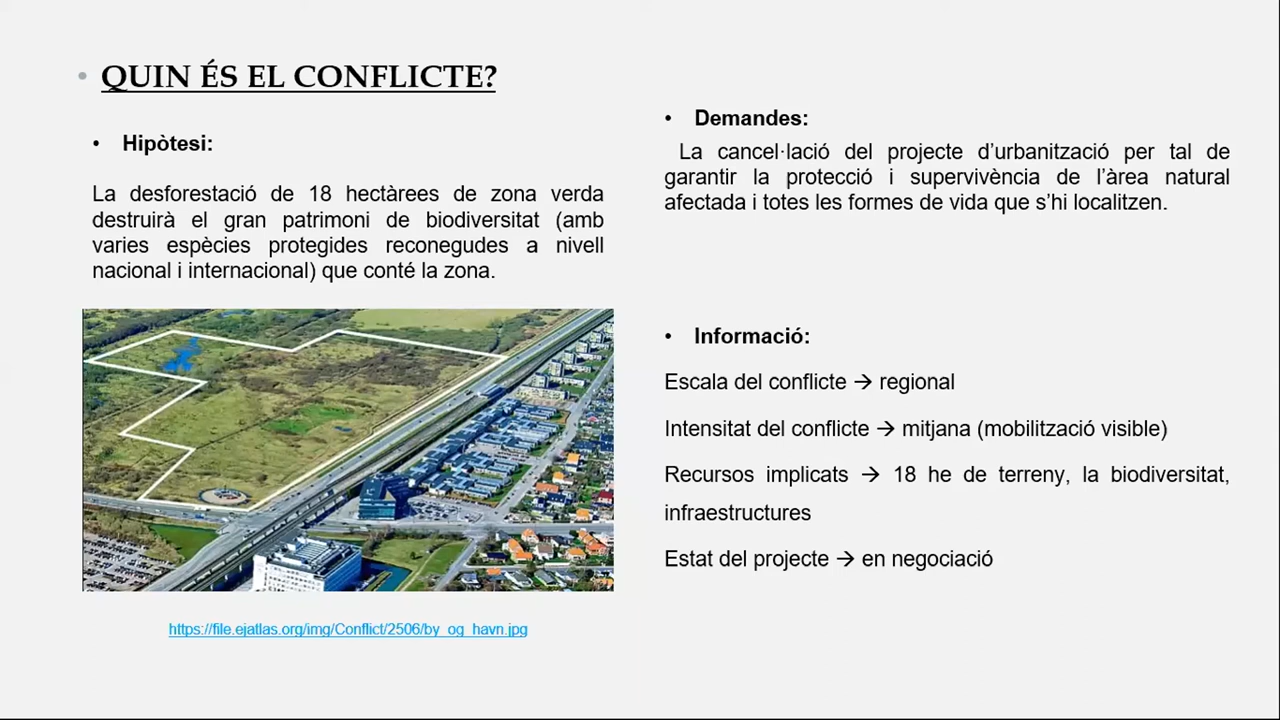 • QUIN ÉS EL CONFLICTE?
• Hipòtesi:
La desforestació de 18 hectàrees de zona verda
destruirà el gran patrimoni de biodiversitat (amb
varies espècies protegides reconegudes a nivell
nacional i internacional) que conté la zona.
https://file.ejatlas.org/img/Conflict/2506/by_og_havn.jpg
• Demandes:
La cancel·lació del projecte d’urbanització per tal de
garantir la protecció i supervivència de l’àrea natural
afectada i totes les formes de vida que s’hi localitzen.
• Informació:
Escala del conflicte → regional
Intensitat del conflicte → mitjana (mobilització visible)
Recursos implicats → 18 he de terreny, la biodiversitat,
infraestructures
Estat del projecte → en negociació